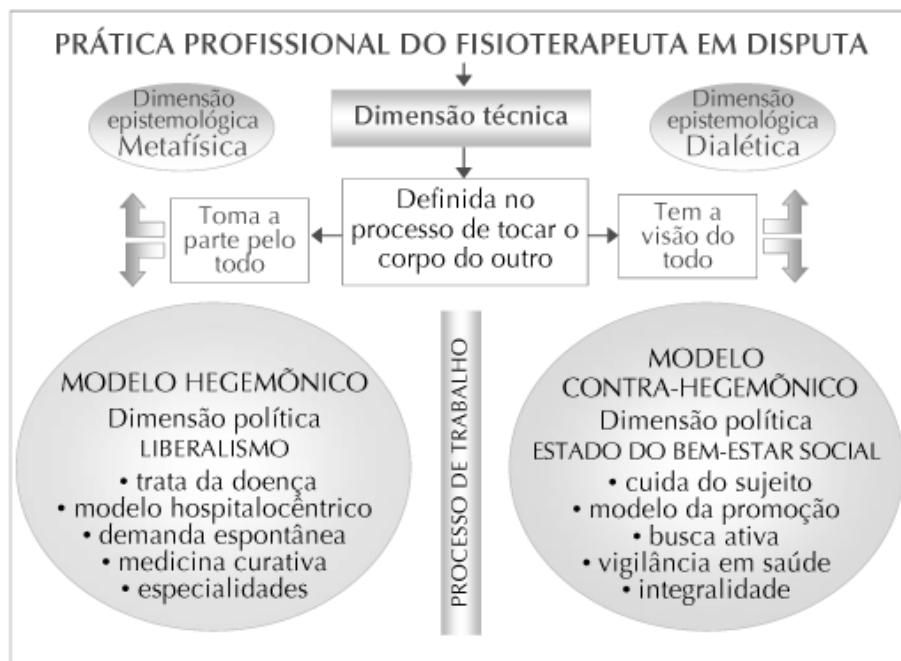 PRÁTICA PROFISSIONAL DO FISIOTERAPEUTA EM DISPUTA
Dimensão
epistemológica
Metafísica
Dimensão técnica
Dimensão
epistemológica
Dialética
Toma a
parte pelo
todo
Definida no
processo de tocar o
corpo do outro
Tem a
visão do
todo
MODELO HEGEMÕNICO
Dimensão política
LIBERALISMO
• trata da doença
• modelo hospitalocêntrico
• demanda espontânea
• medicina curativa
• especialidades
PROCESSO DE TRABALHO
MODELO
CONTRA-HEGEMÕNICO
Dimensão política
ESTADO DO BEM-ESTAR SOCIAL
• cuida do sujeito
• modelo da promoção
• busca ativa
• vigilância em saúde
• integralidade